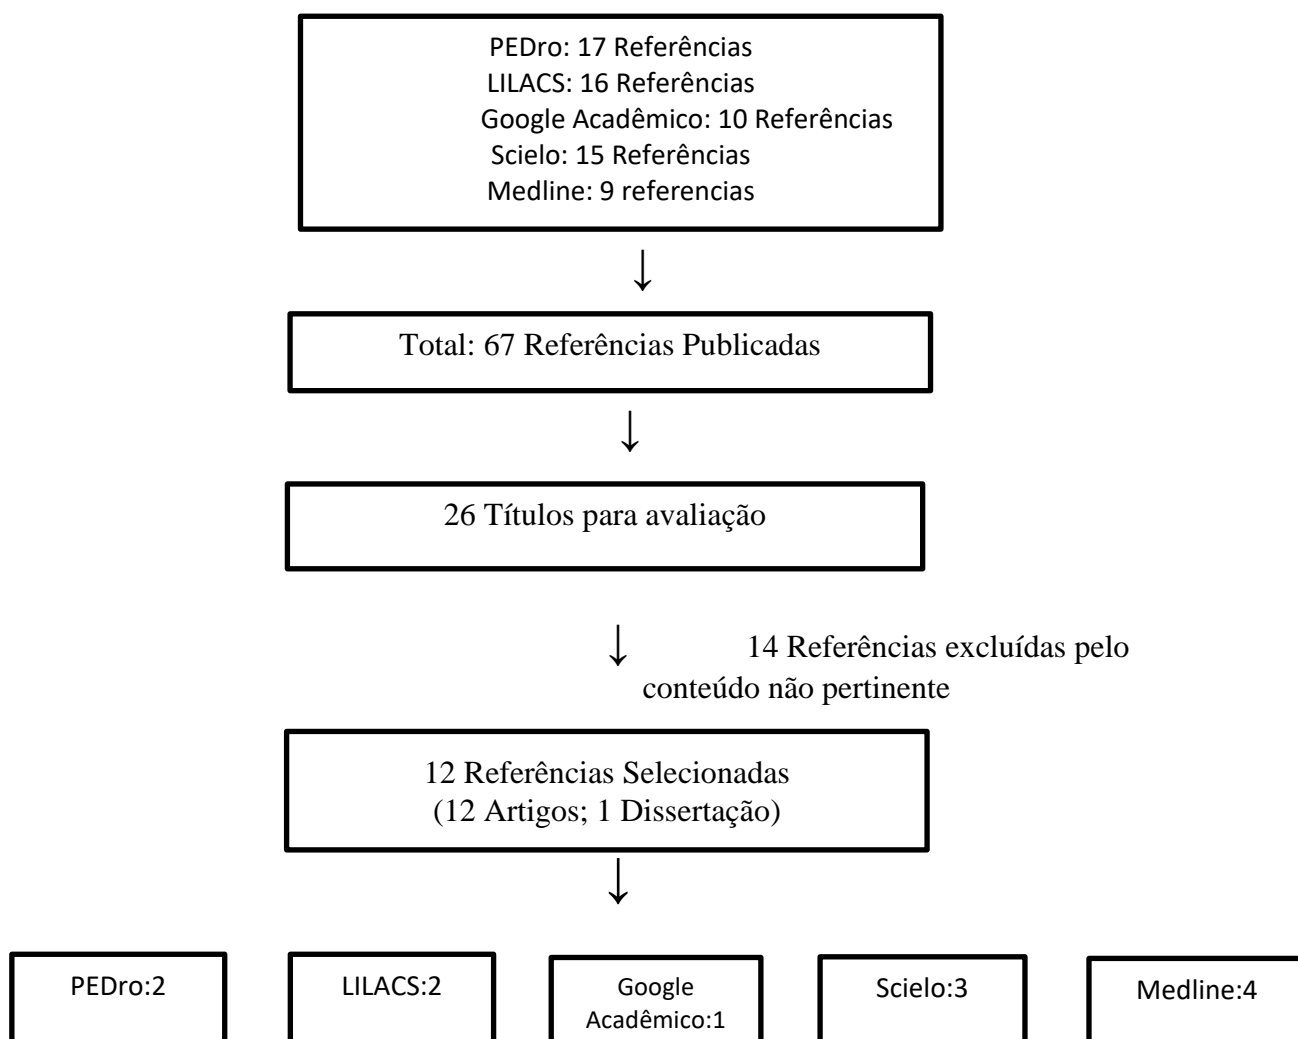 PEDro: 17 Referências
LILACS: 16 Referências
Google Acadêmico: 10 Referências
Scielo: 15 Referências
Medline: 9 referencias
Total: 67 Referências Publicadas
26 Títulos para avaliação
14 Referências excluídas pelo
conteúdo não pertinente
12 Referências Selecionadas
(12 Artigos; 1 Dissertação)
PEDro:2
LILACS:2
Google
Acadêmico:1
Scielo:3
Medline:4